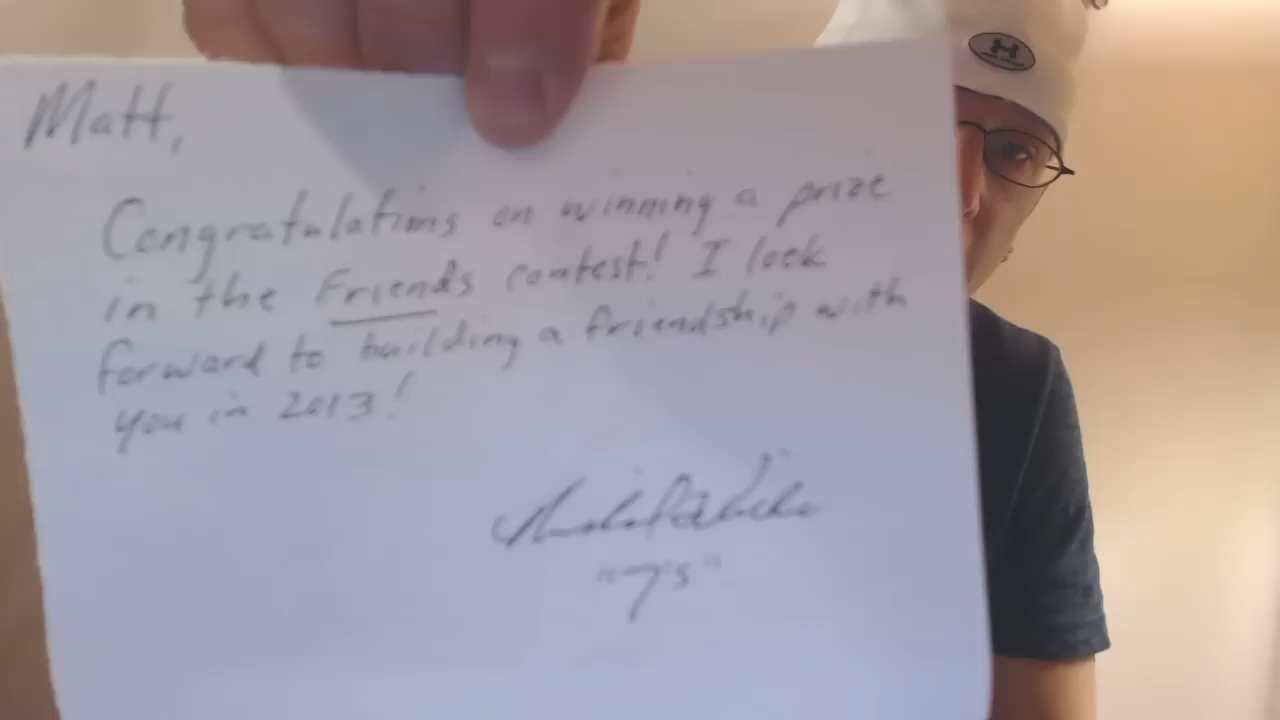 Matt,
Congratulations on winning a prize
in the Friends contest! I look
forward to building a friendship with
you in 2013!
"7's"